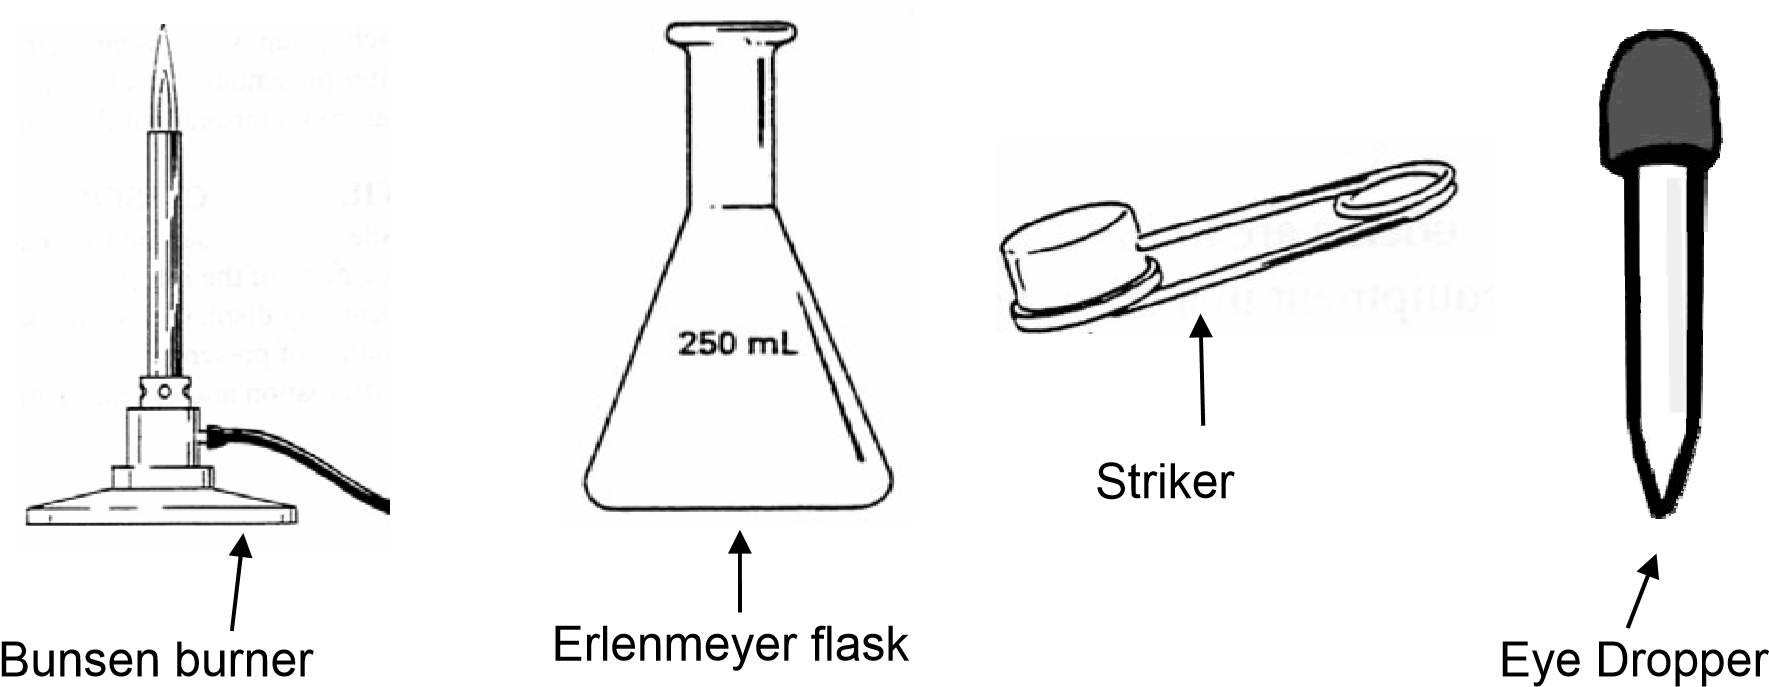 250 mL
Striker
Bunsen burner
Erlenmeyer flask
Eye Dropper